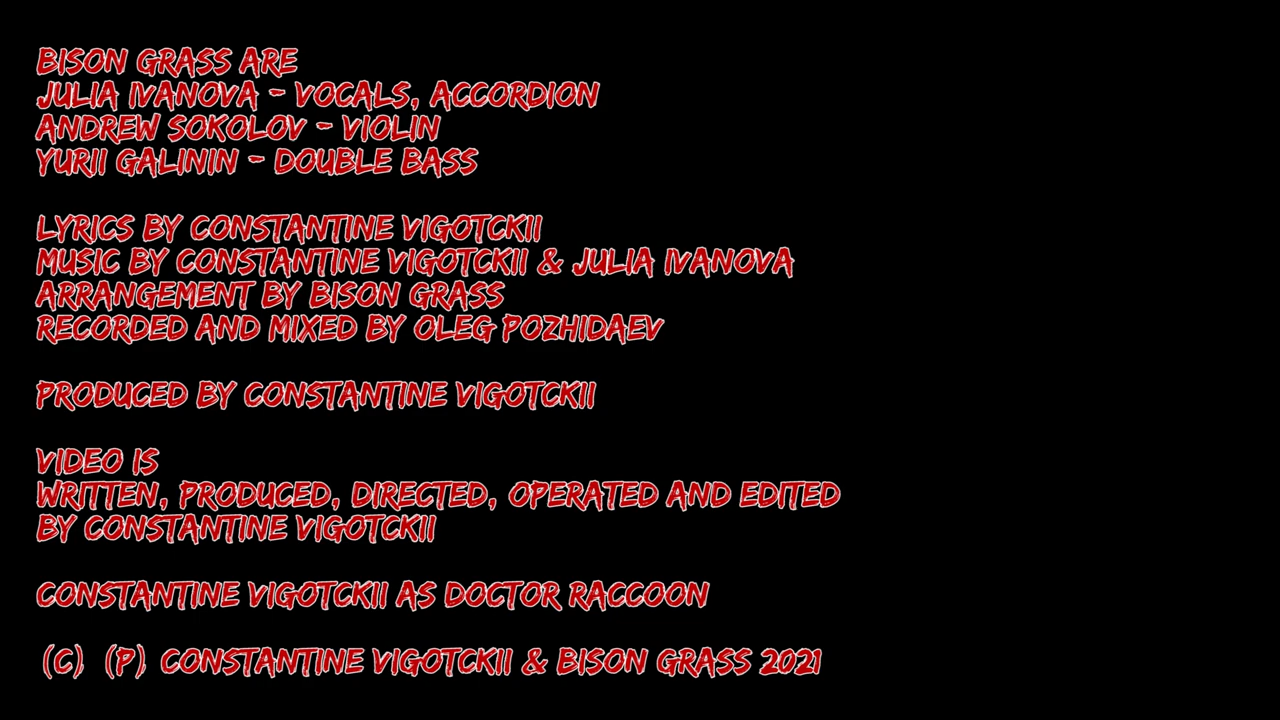 BISON GRASS ARE
JULIA IVANOVA - VOCALS, ACCORDION
ANDREW SOKOLOV - VIOLIN
YURII GALININ - DOUBLE BASS
LYRICS BY CONSTANTINE VIGOTCKII
MUSIC BY CONSTANTINE VIGOTCKII & JULIA IVANOVA
ARRANGEMENT BY BISON GRASS
RECORDED AND MIXED BY OLEG POZHIDAEV
PRODUCED BY CONSTANTINE VIGOTCKII
VIDEO IS
WRITTEN, PRODUCED, DIRECTED, OPERATED AND EDITED
BY CONSTANTINE VIGOTCKII
CONSTANTINE VIGOTCKII AS DOCTOR RACCOON
(C) (P) CONSTANTINE VIGOTCKII & BISON GRASS 2021